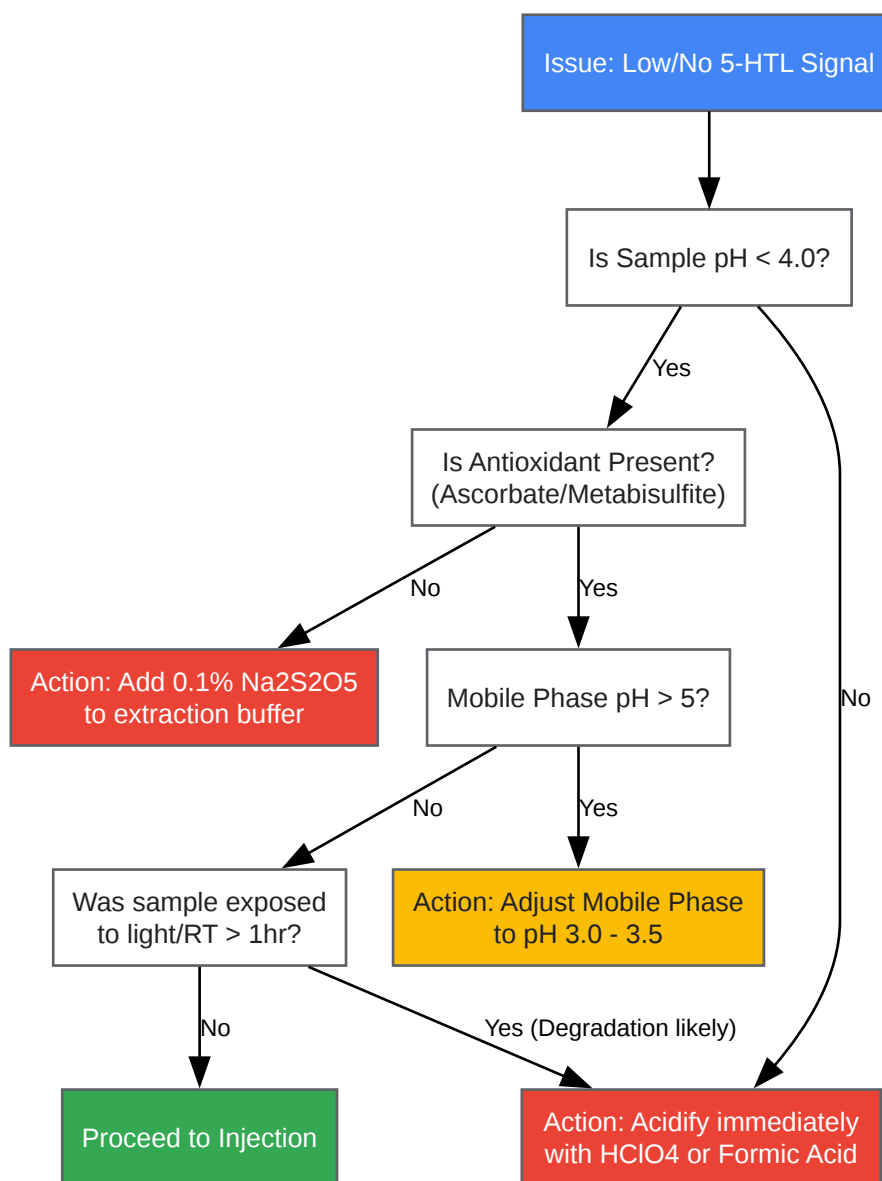 Issue: Low/No 5-HTL Signal
Is Sample pH < 4.0?
Yes
Is Antioxidant Present?
(Ascorbate/Metabisulfite)
No
Yes
Action: Add 0.1% Na2S2O5
to extraction buffer
Mobile Phase pH > 5?
No
No
Yes
Was sample exposed
to light/RT > 1hr?
Action: Adjust Mobile Phase
to pH 3.0 - 3.5
No
Yes (Degradation likely)
Proceed to Injection
Action: Acidify immediately
with HClO4 or Formic Acid